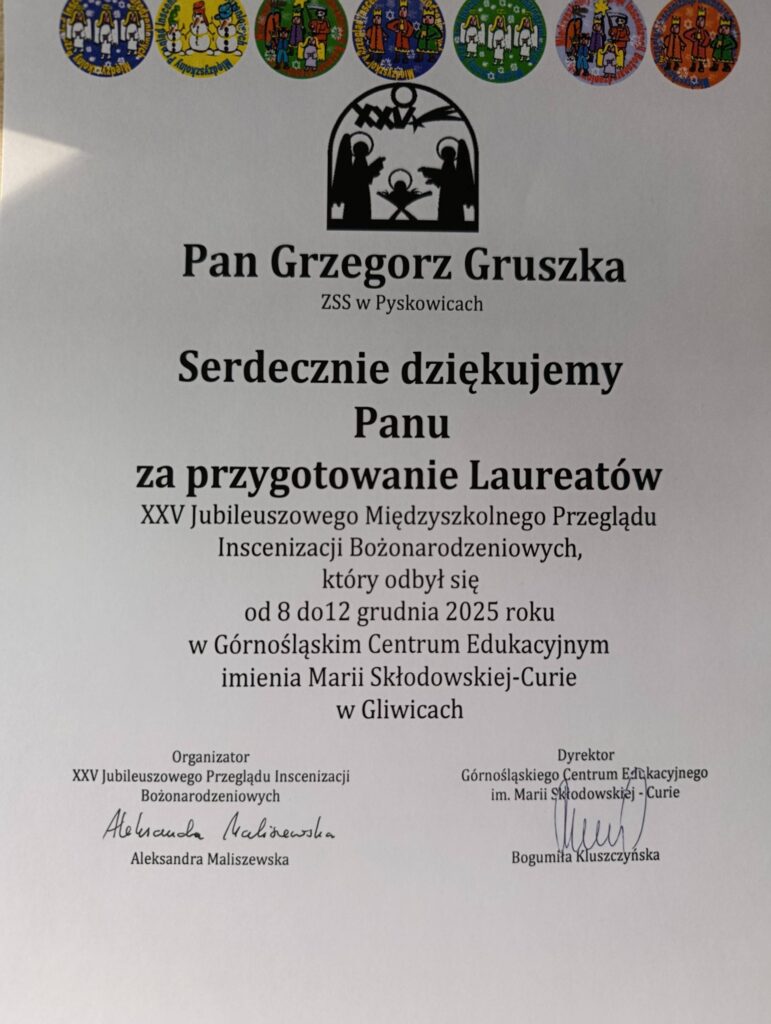 XXV
Pan Grzegorz Gruszka
ZSS w Pyskowicach
Serdecznie dziękujemy
Panu
za przygotowanie Laureatów
XXV Jubileuszowego Międzyszkolnego Przeglądu
Inscenizacji Bożonarodzeniowych,
który odbył się
od 8 do12 grudnia 2025 roku
w Górnośląskim Centrum Edukacyjnym
imienia Marii Skłodowskiej-Curie
w Gliwicach
Organizator
XXV Jubileuszowego Przeglądu Inscenizacji
Bożonarodzeniowych
Aleksandra Maliszewska
Aleksandra Maliszewska
Dyrektor
Górnośląskiego Centrum Edukacyjnego
im. Marii Skłodowskiej - Curie
Bogumiła Kluszczyńska